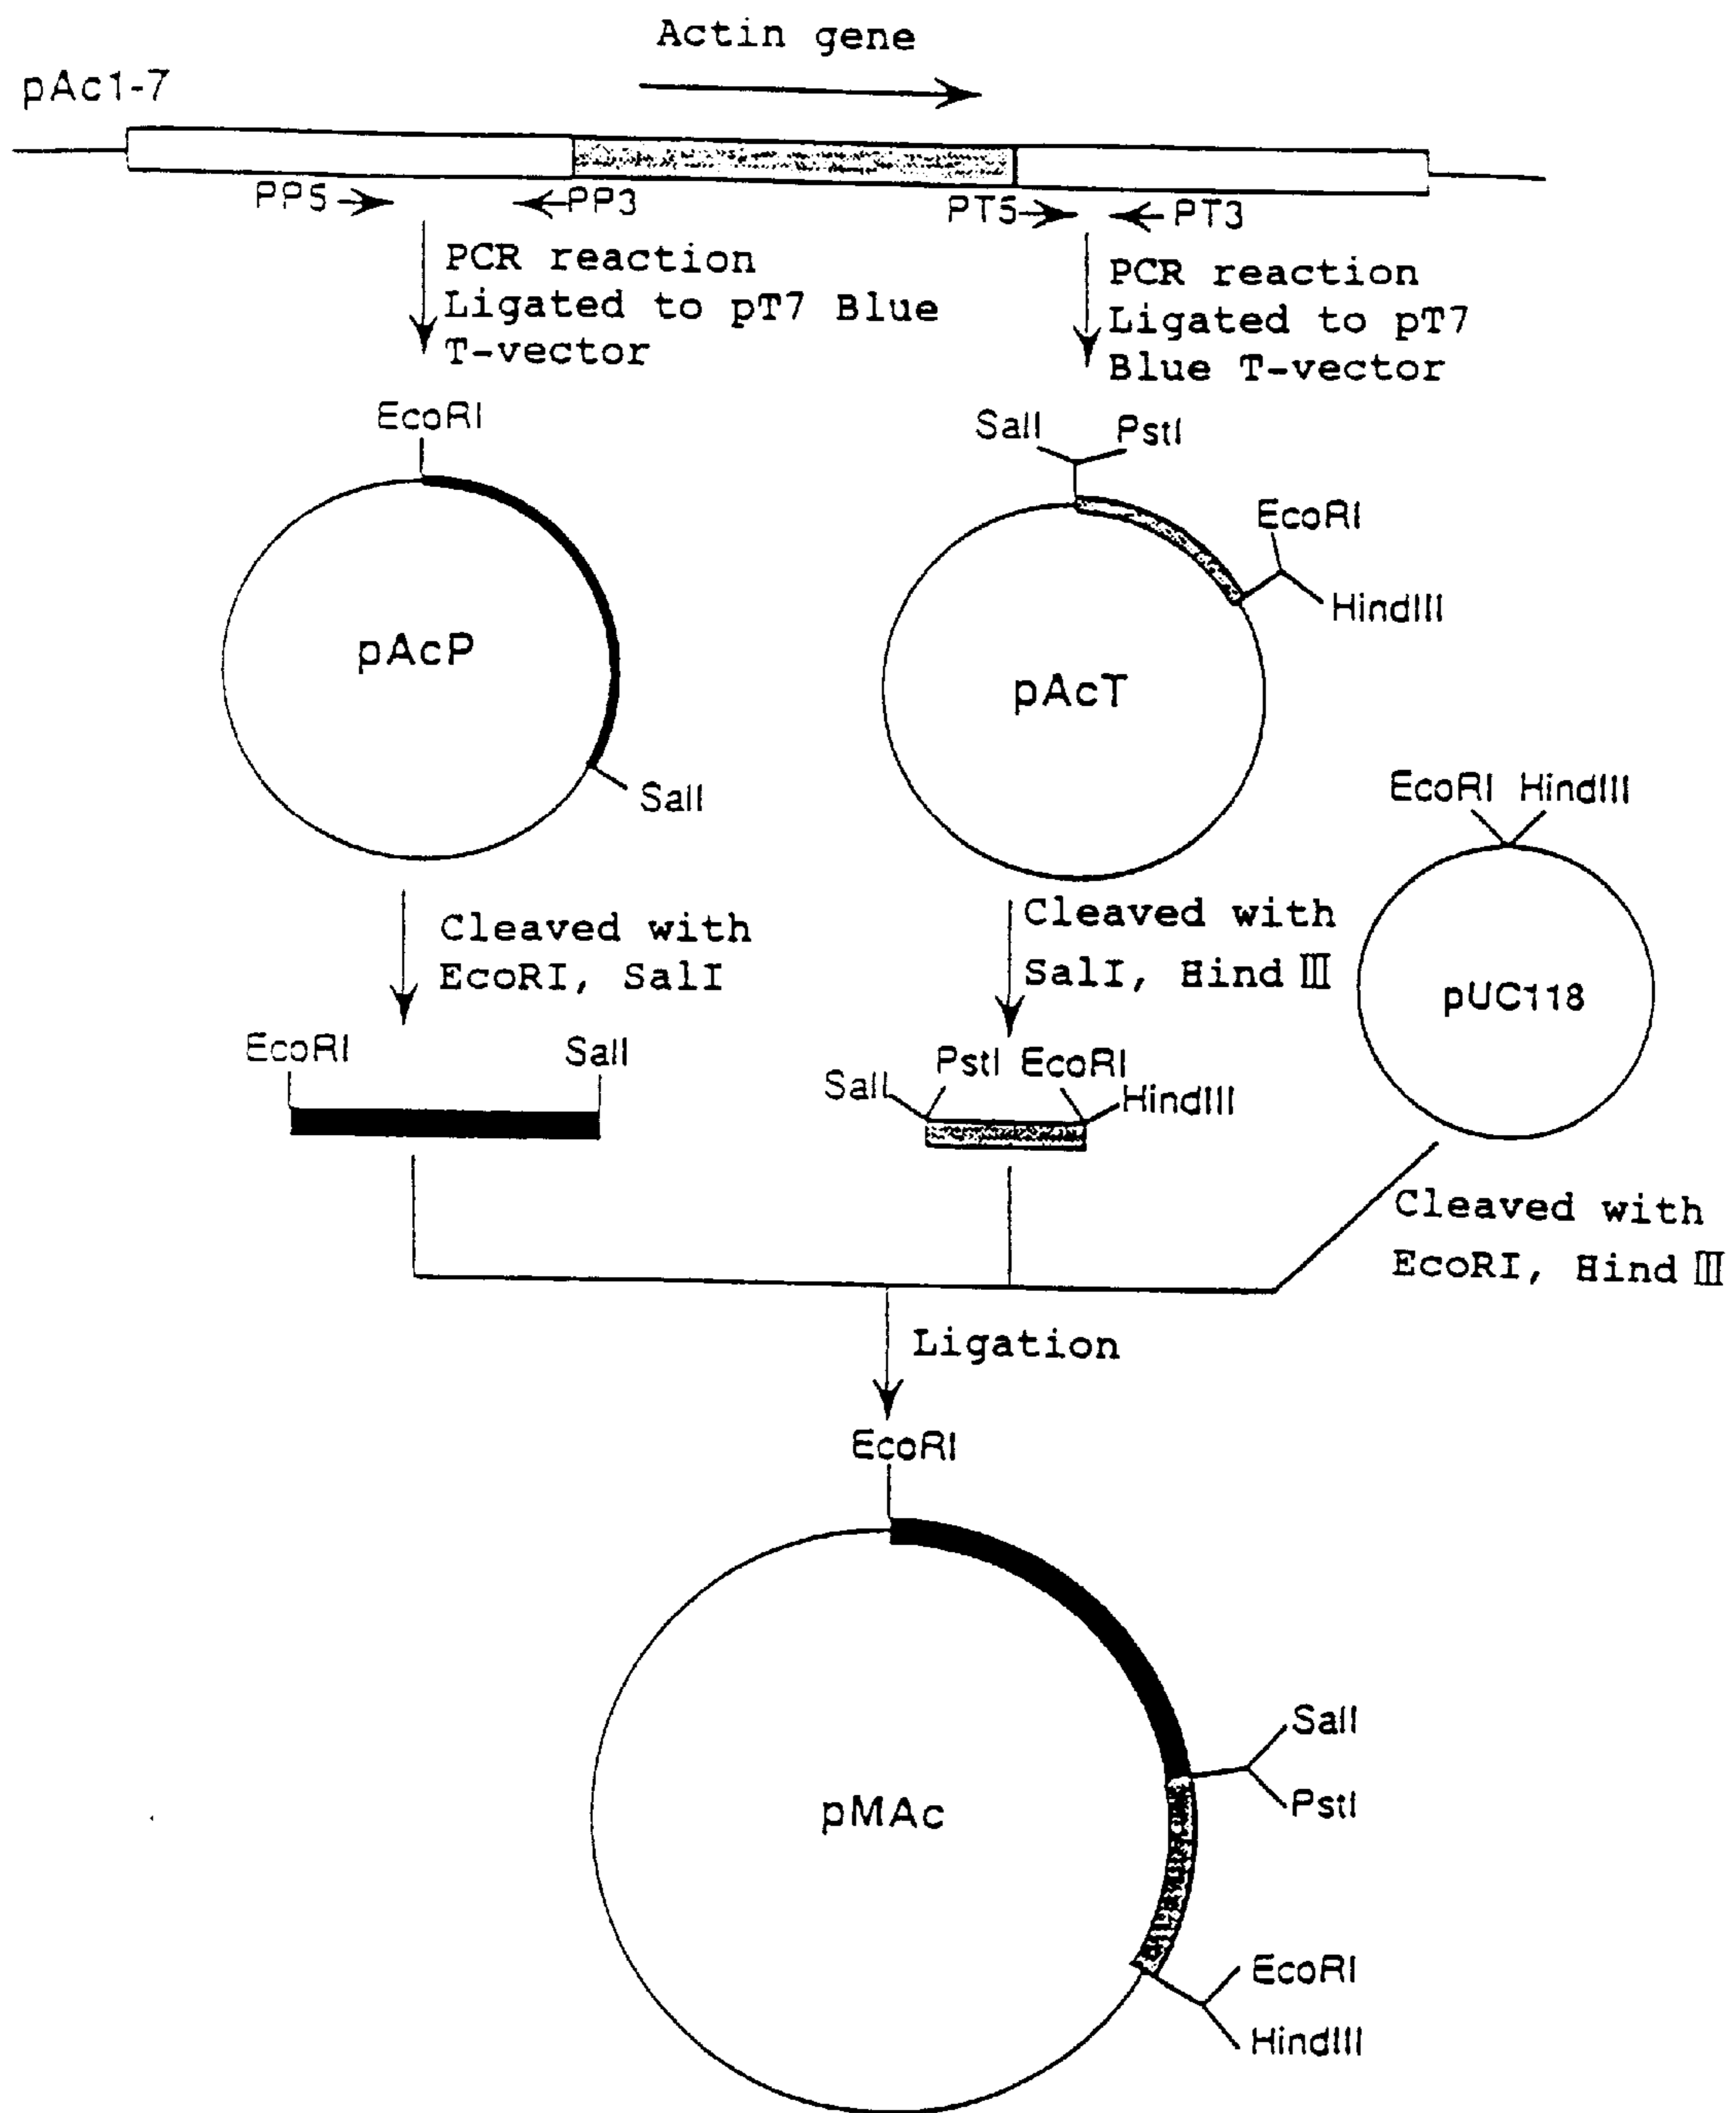 Actin gene
pAc1-7
PP5
PP3
PT5
PT3
PCR reaction
Ligated to pT7 Blue
T-vector
PCR reaction
Ligated to pT7
Blue T-vector
EcoRI
SalI
PstI
EcoRI
HindIII
pAcP
pAcT
SalI
EcoRI HindIII
pUC118
Cleaved with
EcoRI, SalI
Cleaved with
SalI, Hind III
EcoRI
SalI
SalI
PstI EcoRI
HindIII
Cleaved with
EcoRI, Hind III
Ligation
EcoRI
SalI
PstI
pMAc
EcoRI
HindIII